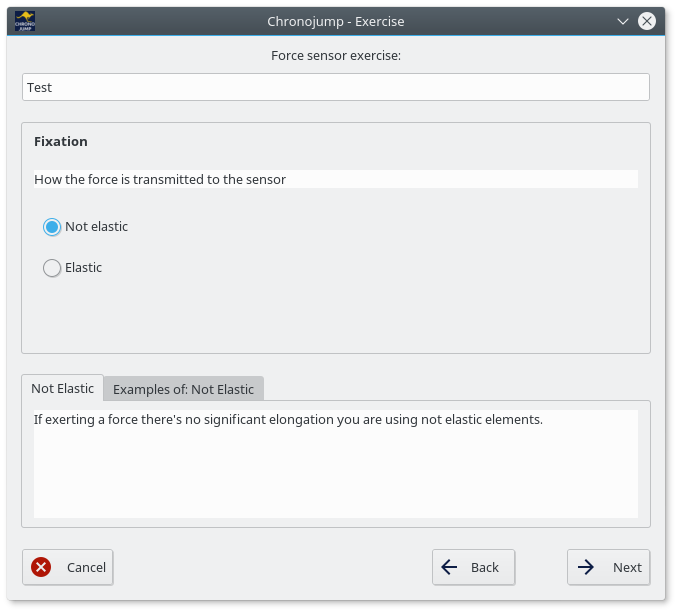 CHRONO
JUMP
Chronojump - Exercise
Force sensor exercise:
Test
Fixation
How the force is transmitted to the sensor
Not elastic
Elastic
Not Elastic
Examples of: Not Elastic
If exerting a force there's no significant elongation you are using not elastic elements.
Cancel
Back
Next